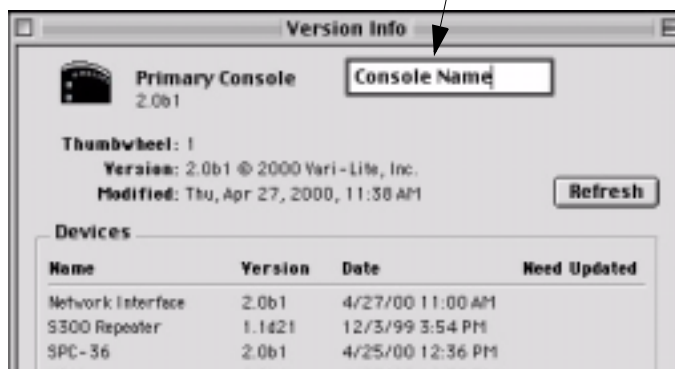 Version Info
Primary Console
2.0b1
Console Name
Thumbwheel: 1
Version: 2.0b1 © 2000 Vari-Lite, Inc.
Modified: Thu, Apr 27, 2000, 11:38 AM
Refresh
Devices
Name Version Date Need Updated
Network Interface 2.0b1 4/27/00 11:00 AM
S300 Repeater 1.1d21 12/3/99 3:54 PM
SPC-36 2.0b1 4/25/00 12:36 PM